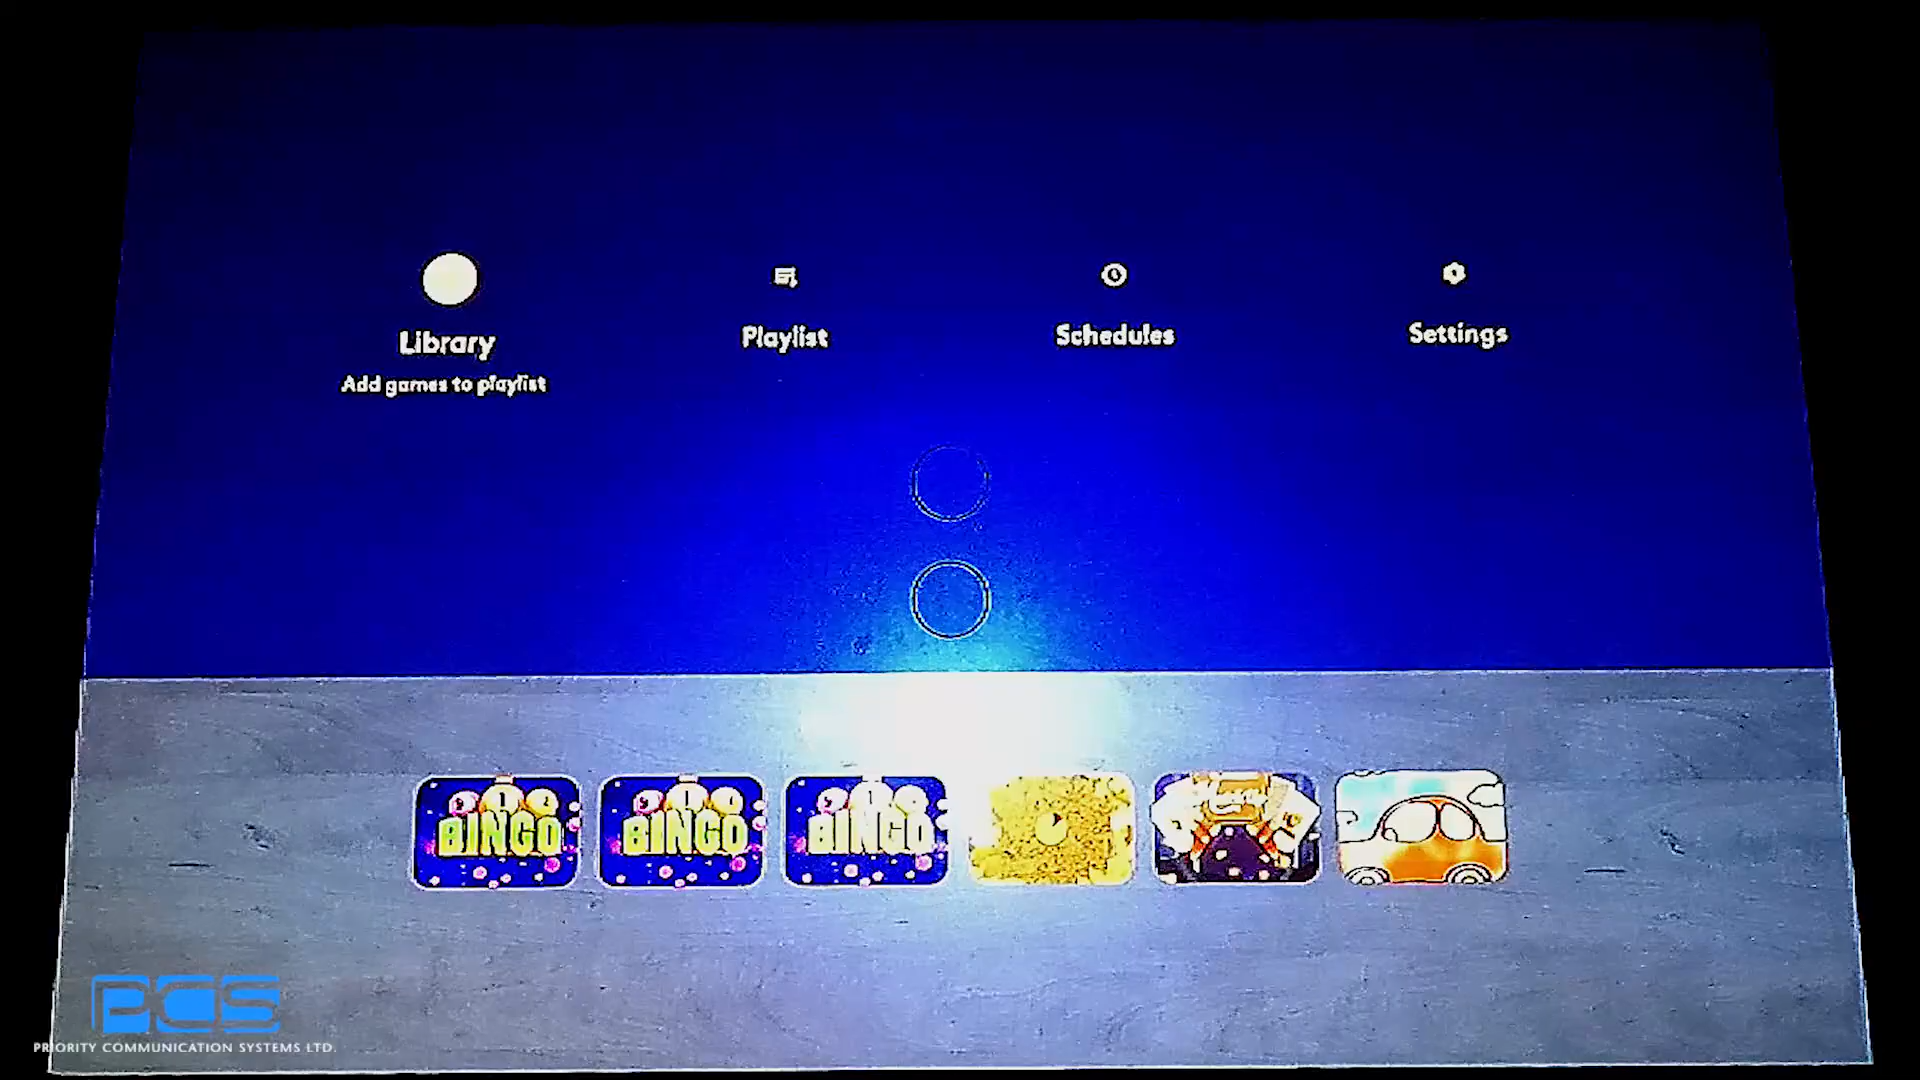 Library
Playlist
Schedules
Settings
Add games to playlist
BINGO
BINGO
BINGO
PCS
PRIORITY COMMUNICATION SYSTEMS LTD.